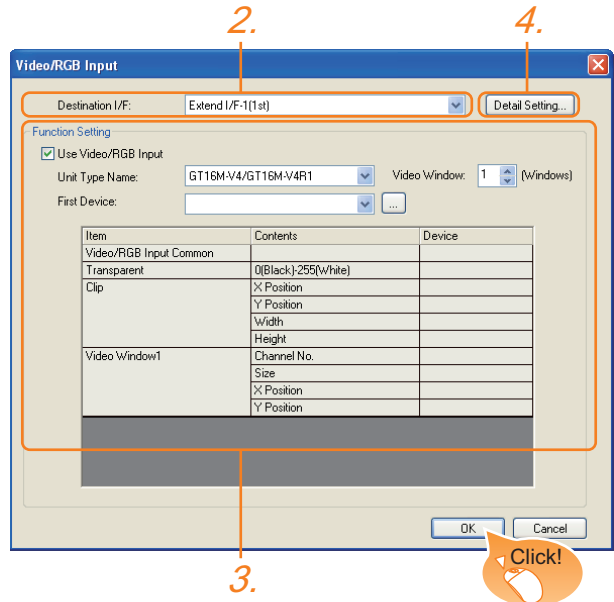 2.
4.
Video/RGB Input
Destination I/F: Extend I/F-1(1st) Detail Setting...
Function Setting
Use Video/RGB Input
Unit Type Name: GT16M-V4/GT16M-V4R1 Video Window: 1 (Windows)
First Device: ...
Item Contents Device
Video/RGB Input Common
Transparent 0(Black)-255(White)
Clip X Position
Y Position
Width
Height
Video Window1 Channel No.
Size
X Position
Y Position
OK Cancel
Click!
3.